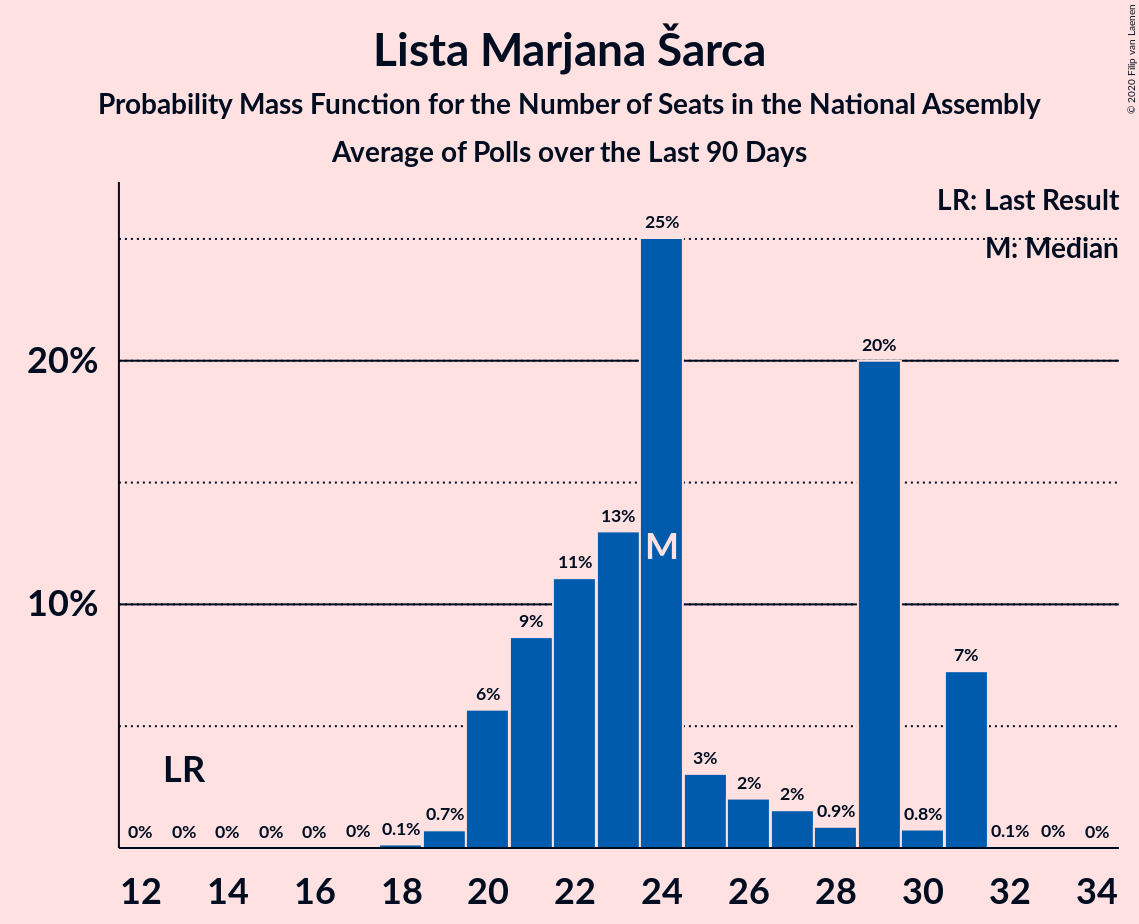 Lista Marjana Šarca
Probability Mass Function for the Number of Seats in the National Assembly
Average of Polls over the Last 90 Days
© 2020 Filip van Laenen
LR: Last Result
M: Median
25%
20%
20%
13%
M
11%
10%
9%
7%
6%
LR
3%
2%
2%
0.9%
0.8%
0.7%
0% 0% 0% 0% 0% 0% 0.1% 0.1% 0% 0%
12 14 16 18 20 22 24 26 28 30 32 34